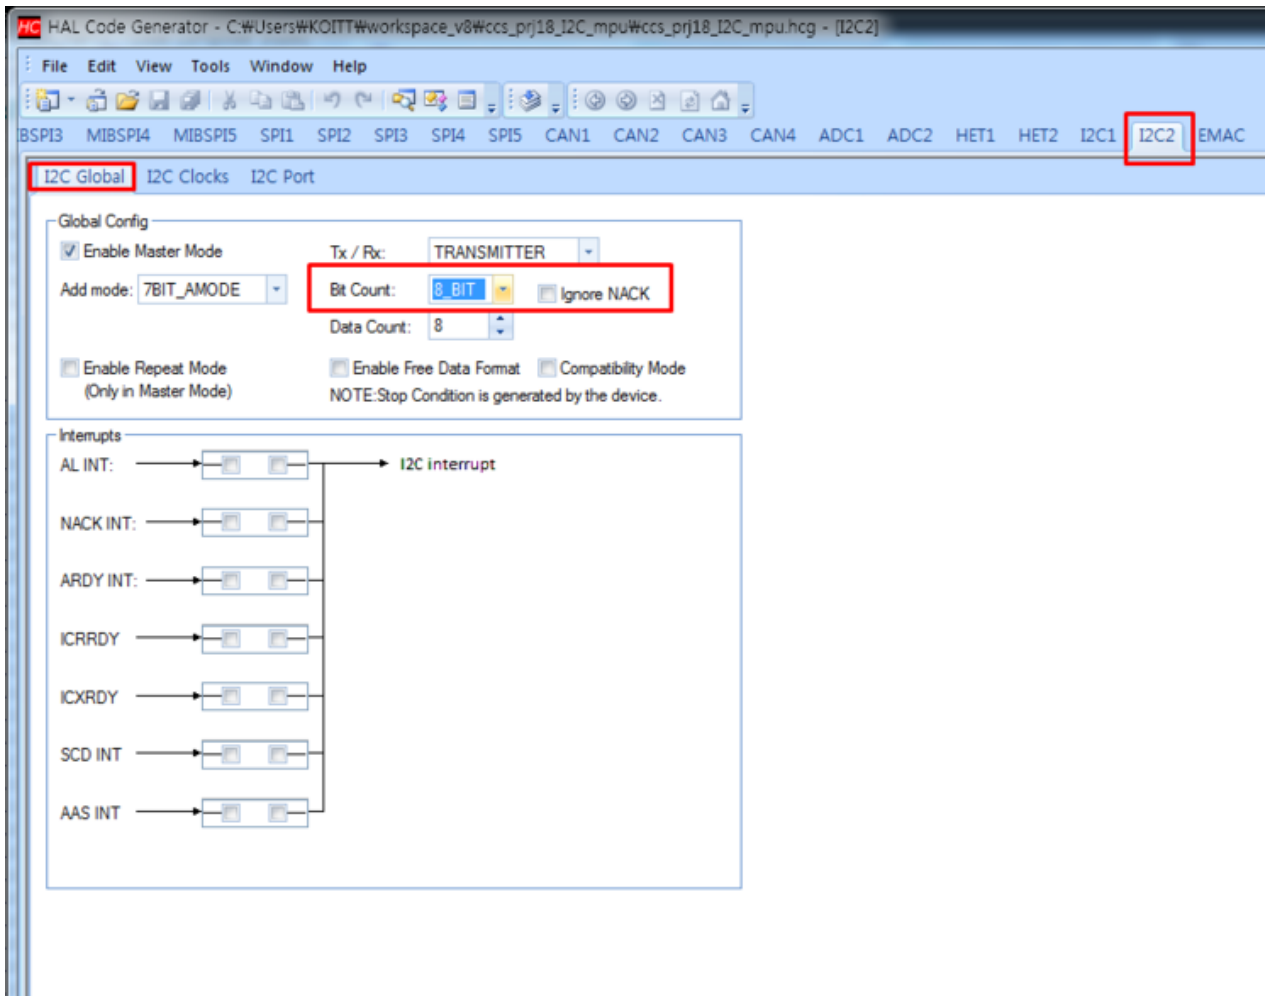 HC HAL Code Generator - C:₩Users₩KOITT₩workspace_v8₩ccs_prj18_I2C_mpu₩ccs_prj18_I2C_mpu.hcg - [I2C2]
File Edit View Tools Window Help
IBSPI3 MIBSPI4 MIBSPI5 SPI1 SPI2 SPI3 SPI4 SPI5 CAN1 CAN2 CAN3 CAN4 ADC1 ADC2 HET1 HET2 I2C1 I2C2 EMAC
I2C Global I2C Clocks I2C Port
Global Config
Enable Master Mode Tx / Rx: TRANSMITTER
Add mode: 7BIT_AMODE Bit Count: 8_BIT Ignore NACK
Data Count: 8
Enable Repeat Mode Enable Free Data Format Compatibility Mode
(Only in Master Mode) NOTE:Stop Condition is generated by the device.
Interrupts
AL INT: I2C interrupt
NACK INT:
ARDY INT:
ICRRDY
ICXRDY
SCD INT
AAS INT